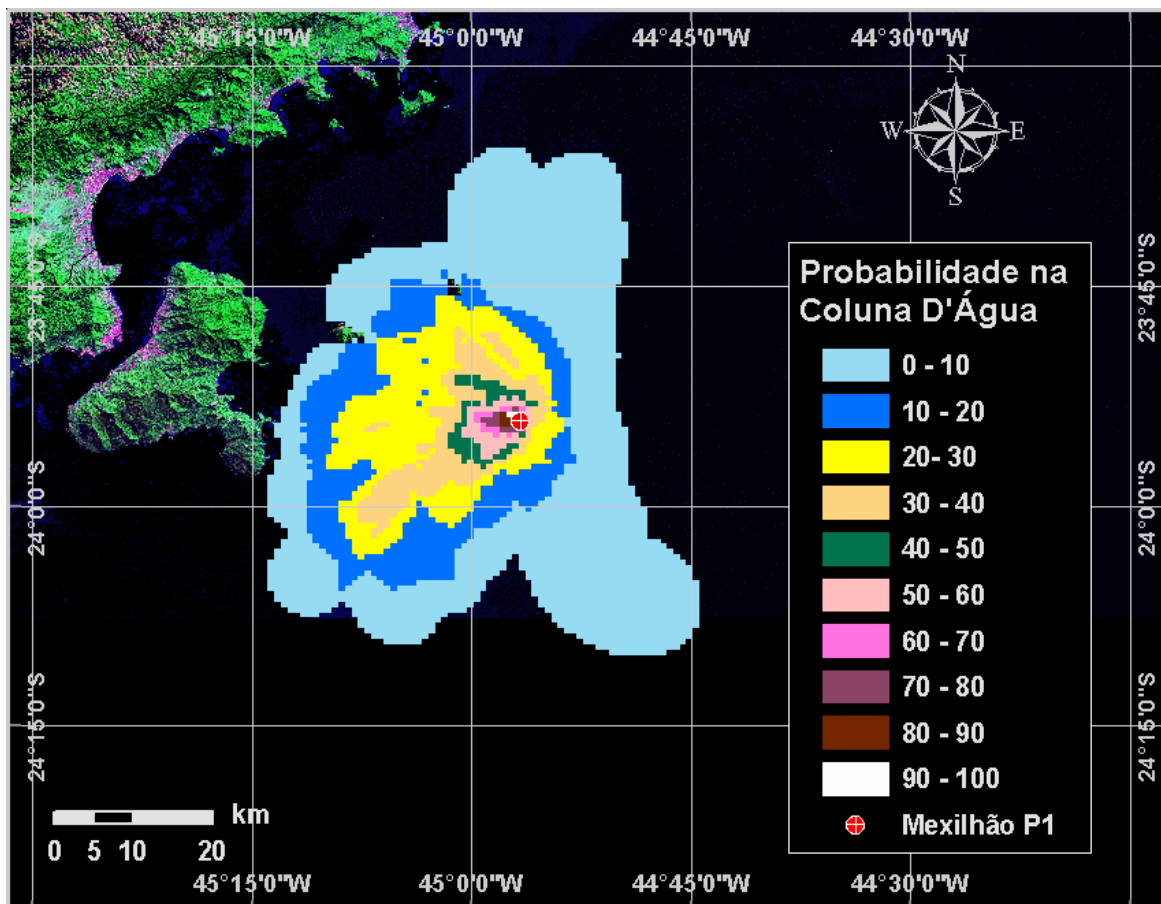 45°15'0"W 45°0'0"W 44°45'0"W 44°30'0"W
N
W E
S
23°45'0"S
23°45'0"S
Probabilidade na
Coluna D'Água
0 - 10
10 - 20
20- 30
30 - 40
40 - 50
50 - 60
60 - 70
70 - 80
80 - 90
90 - 100
Mexilhão P1
24°0'0"S
24°0'0"S
24°15'0"S
24°15'0"S
km
0 5 10 20
45°15'0"W 45°0'0"W 44°45'0"W 44°30'0"W